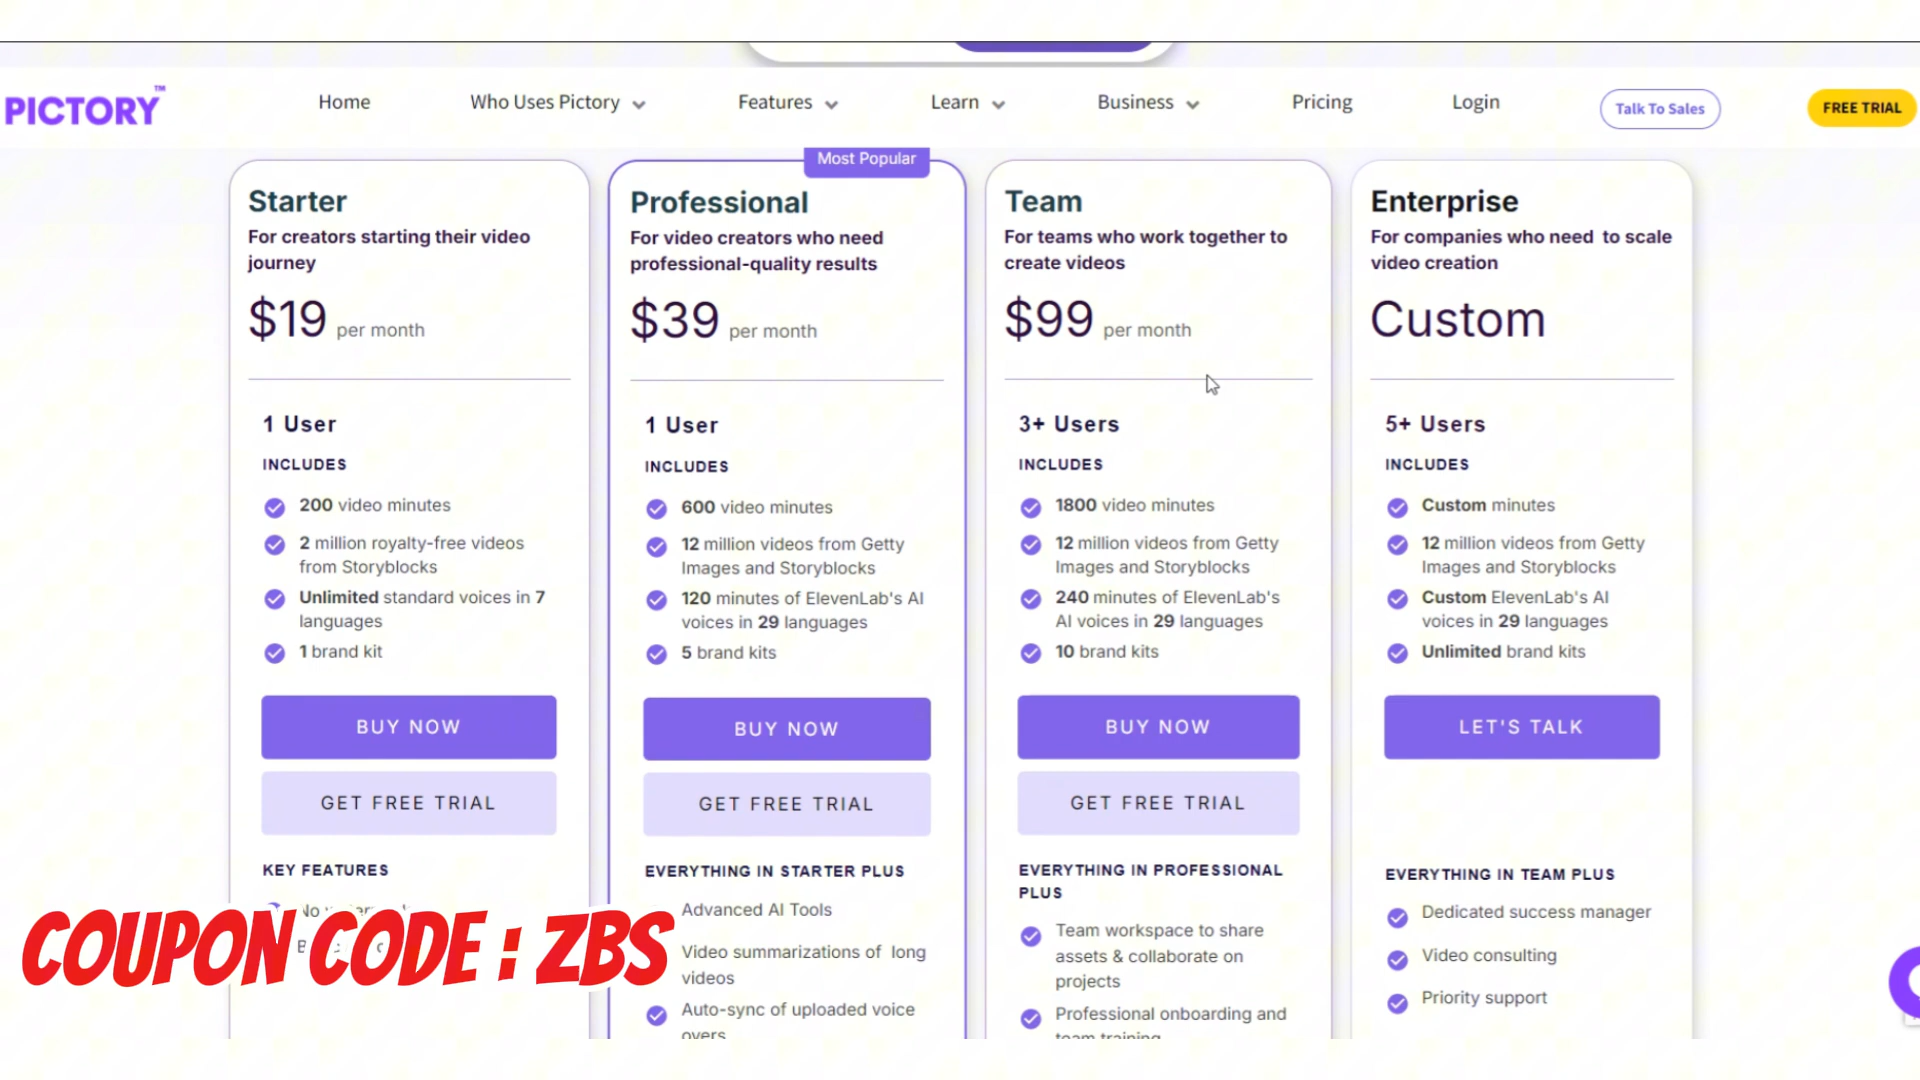 PICTORY™
Home
Who Uses Pictory
Features
Learn
Business
Pricing
Login
Talk To Sales
FREE TRIAL
Starter
For creators starting their video
journey
$19 per month
1 User
INCLUDES
200 video minutes
2 million royalty-free videos
from Storyblocks
Unlimited standard voices in 7
languages
1 brand kit
BUY NOW
GET FREE TRIAL
KEY FEATURES
No
Most Popular
Professional
For video creators who need
professional-quality results
$39 per month
1 User
INCLUDES
600 video minutes
12 million videos from Getty
Images and Storyblocks
120 minutes of ElevenLab's AI
voices in 29 languages
5 brand kits
BUY NOW
GET FREE TRIAL
EVERYTHING IN STARTER PLUS
Advanced AI Tools
Video summarizations of long
videos
Auto-sync of uploaded voice
overs
Team
For teams who work together to
create videos
$99 per month
3+ Users
INCLUDES
1800 video minutes
12 million videos from Getty
Images and Storyblocks
240 minutes of ElevenLab's
AI voices in 29 languages
10 brand kits
BUY NOW
GET FREE TRIAL
EVERYTHING IN PROFESSIONAL
PLUS
Team workspace to share
assets & collaborate on
projects
Professional onboarding and
team training
Enterprise
For companies who need to scale
video creation
Custom
5+ Users
INCLUDES
Custom minutes
12 million videos from Getty
Images and Storyblocks
Custom ElevenLab's AI
voices in 29 languages
Unlimited brand kits
LET'S TALK
EVERYTHING IN TEAM PLUS
Dedicated success manager
Video consulting
Priority support
COUPON CODE : ZBS